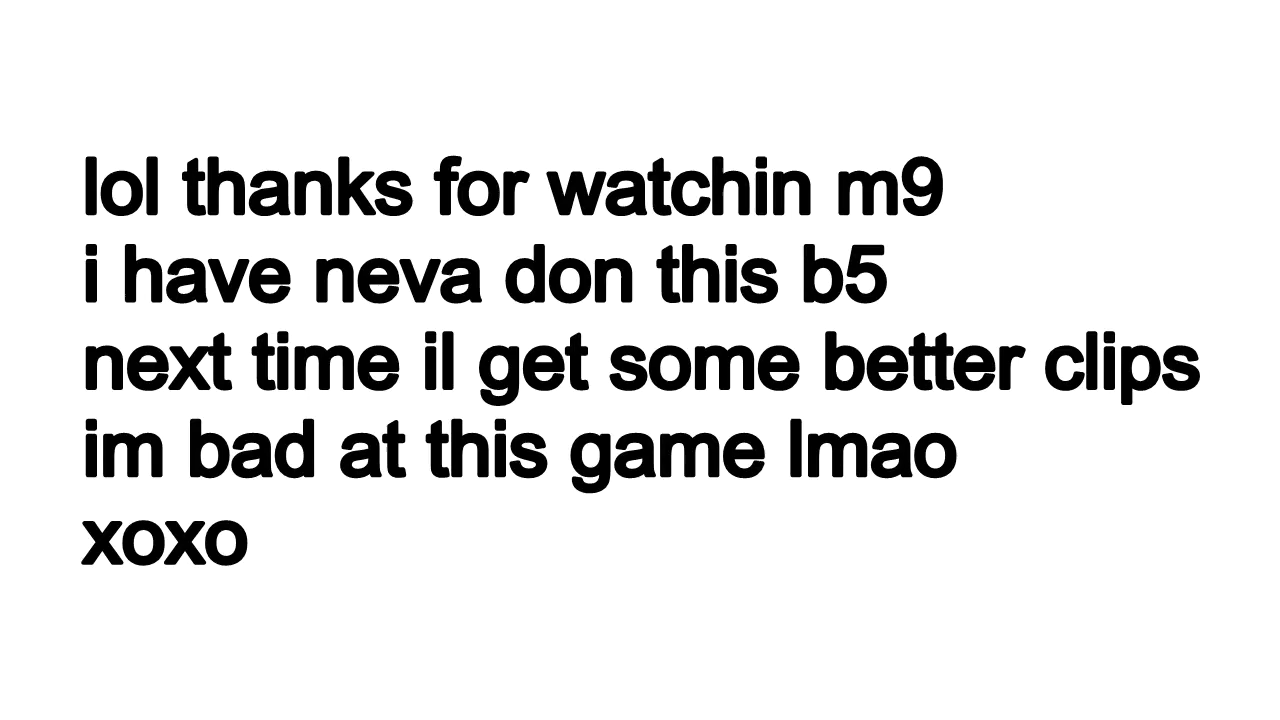 lol thanks for watchin m9
i have neva don this b5
next time il get some better clips
im bad at this game lmao
xoxo